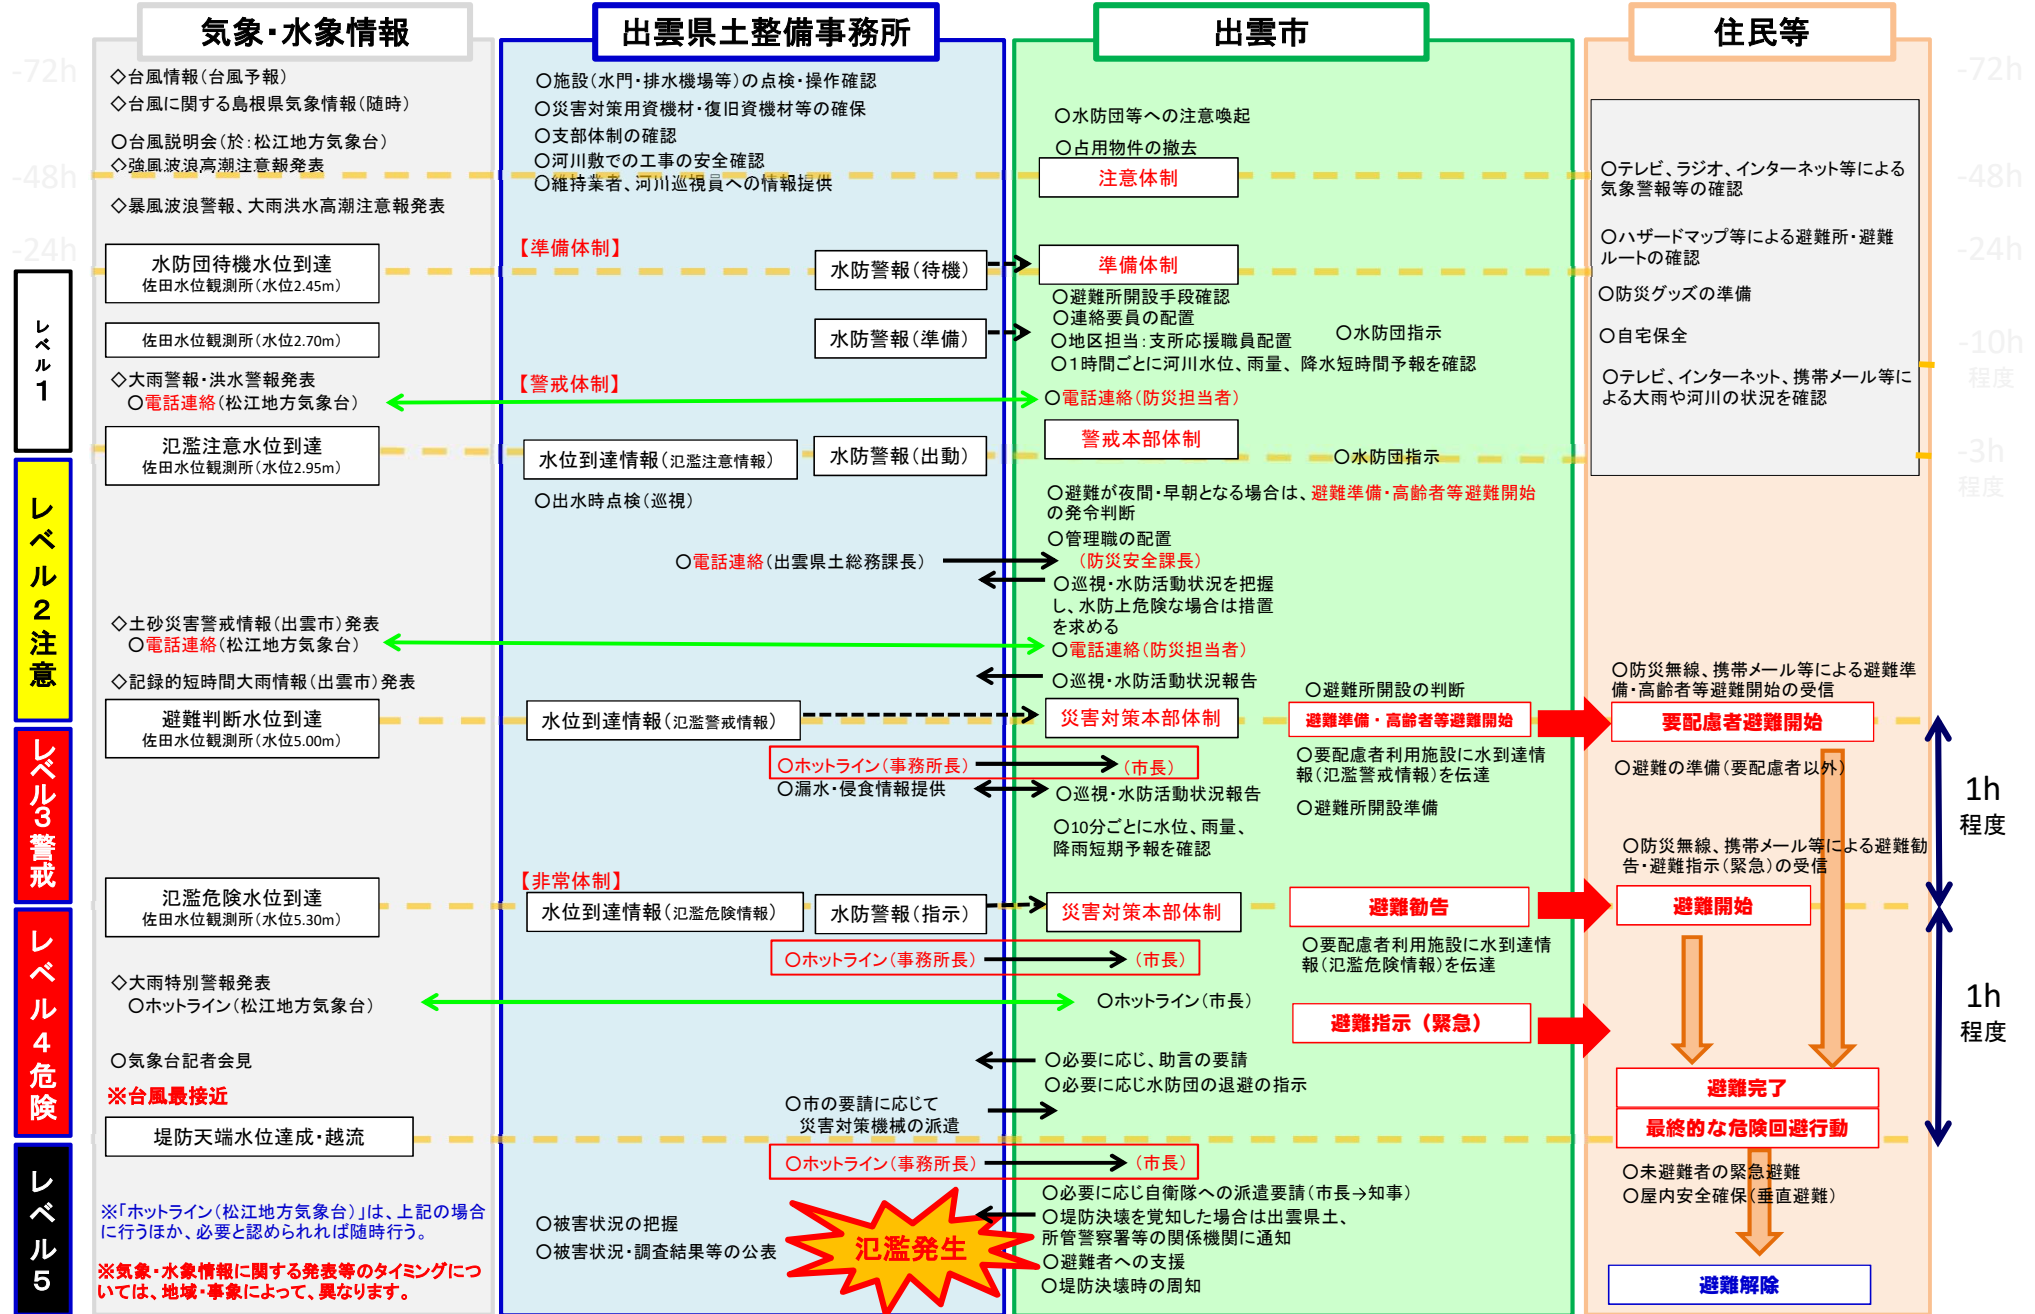 気象・水象情報
出雲県土整備事務所
出雲市
住民等
-72h
-48h
-24h
レベル1
レベル2注意
レベル3警戒
レベル4危険
レベル5
◇台風情報(台風予報)
◇台風に関する島根県気象情報(随時)
○台風説明会(於:松江地方気象台)
◇強風波浪高潮注意報発表
◇暴風波浪警報、大雨洪水高潮注意報発表
水防団待機水位到達
佐田水位観測所(水位2.45m)
佐田水位観測所(水位2.70m)
◇大雨警報・洪水警報発表
○電話連絡(松江地方気象台)
氾濫注意水位到達
佐田水位観測所(水位2.95m)
◇土砂災害警戒情報(出雲市)発表
○電話連絡(松江地方気象台)
◇記録的短時間大雨情報(出雲市)発表
避難判断水位到達
佐田水位観測所(水位5.00m)
氾濫危険水位到達
佐田水位観測所(水位5.30m)
◇大雨特別警報発表
○ホットライン(松江地方気象台)
○気象台記者会見
※台風最接近
堤防天端水位達成・越流
※「ホットライン(松江地方気象台)」は、上記の場合
に行うほか、必要と認められれば随時行う。
※気象・水象情報に関する発表等のタイミングにつ
いては、地域・事象によって、異なります。
○施設(水門・排水機場等)の点検・操作確認
○災害対策用資機材・復旧資機材等の確保
○支部体制の確認
○河川敷での工事の安全確認
○維持業者、河川巡視員への情報提供
【準備体制】
水防警報(待機)
水防警報(準備)
【警戒体制】
水位到達情報(氾濫注意情報)
水防警報(出動)
○出水時点検(巡視)
○電話連絡(出雲県土総務課長)
水位到達情報(氾濫警戒情報)
○ホットライン(事務所長)
(市長)
○漏水・侵食情報提供
【非常体制】
水位到達情報(氾濫危険情報)
水防警報(指示)
○ホットライン(事務所長)
(市長)
○市の要請に応じて
災害対策機械の派遣
○ホットライン(事務所長)
(市長)
○被害状況の把握
○被害状況・調査結果等の公表
氾濫発生
○水防団等への注意喚起
○占用物件の撤去
注意体制
準備体制
○避難所開設手段確認
○連絡要員の配置
○地区担当:支所応援職員配置
○水防団指示
○1時間ごとに河川水位、雨量、降水短時間予報を確認
○電話連絡(防災担当者)
警戒本部体制
○水防団指示
○避難が夜間・早朝となる場合は、避難準備・高齢者等避難開始
の発令判断
○管理職の配置
(防災安全課長)
○巡視・水防活動状況を把握
し、水防上危険な場合は措置
を求める
○電話連絡(防災担当者)
○巡視・水防活動状況報告
○避難所開設の判断
災害対策本部体制
避難準備・高齢者等避難開始
○要配慮者利用施設に水到達情
報(氾濫警戒情報)を伝達
○巡視・水防活動状況報告
○避難所開設準備
○10分ごとに水位、雨量、
降雨短期予報を確認
災害対策本部体制
避難勧告
○要配慮者利用施設に水到達情
報(氾濫危険情報)を伝達
○ホットライン(市長)
避難指示(緊急)
○必要に応じ、助言の要請
○必要に応じ水防団の退避の指示
○必要に応じ自衛隊への派遣要請(市長→知事)
○堤防決壊を覚知した場合は出雲県土、
所管警察署等の関係機関に通知
○避難者への支援
○堤防決壊時の周知
○テレビ、ラジオ、インターネット等による
気象警報等の確認
○ハザードマップ等による避難所・避難
ルートの確認
○防災グッズの準備
○自宅保全
○テレビ、インターネット、携帯メール等に
よる大雨や河川の状況を確認
○防災無線、携帯メール等による避難準
備・高齢者等避難開始の受信
要配慮者避難開始
○避難の準備(要配慮者以外)
○防災無線、携帯メール等による避難勧
告・避難指示(緊急)の受信
避難開始
避難完了
最終的な危険回避行動
○未避難者の緊急避難
○屋内安全確保(垂直避難)
避難解除
-72h
-48h
-24h
-10h
程度
-3h
程度
1h
程度
1h
程度